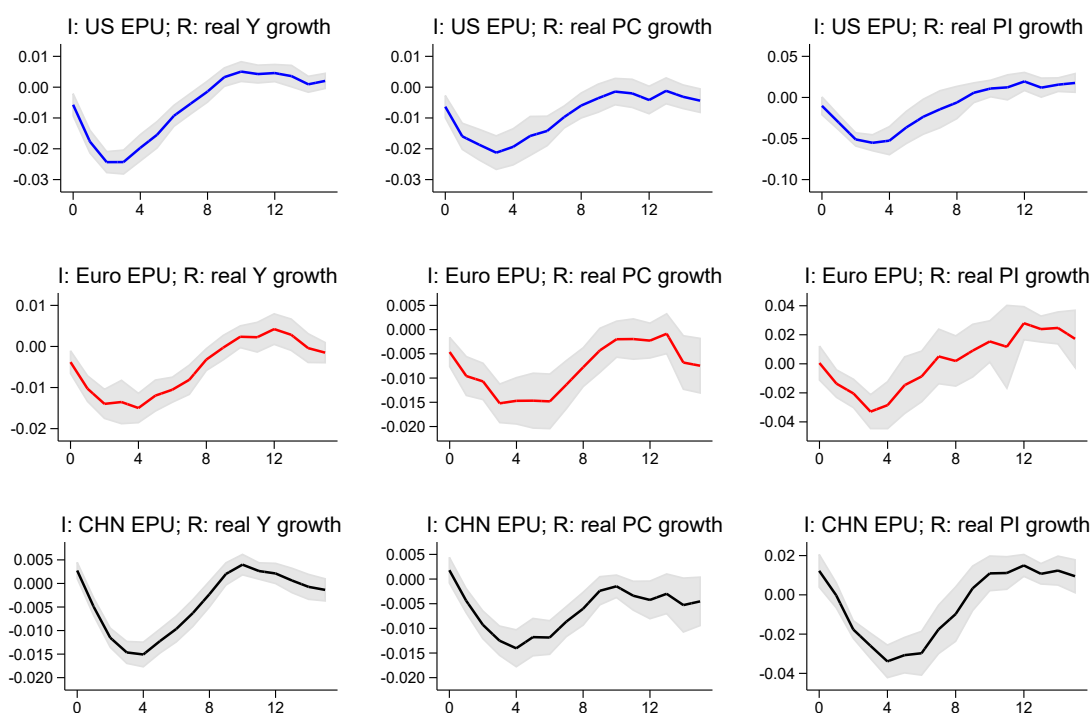 I: US EPU; R: real Y growth
0.01
0.00
-0.01
-0.02
-0.03
0 4 8 12
I: US EPU; R: real PC growth
0.01
0.00
-0.01
-0.02
-0.03
0 4 8 12
I: US EPU; R: real PI growth
0.05
0.00
-0.05
-0.10
0 4 8 12
I: Euro EPU; R: real Y growth
0.01
0.00
-0.01
-0.02
0 4 8 12
I: Euro EPU; R: real PC growth
0.005
0.000
-0.005
-0.010
-0.015
-0.020
0 4 8 12
I: Euro EPU; R: real PI growth
0.04
0.02
0.00
-0.02
-0.04
0 4 8 12
I: CHN EPU; R: real Y growth
0.005
0.000
-0.005
-0.010
-0.015
-0.020
0 4 8 12
I: CHN EPU; R: real PC growth
0.005
0.000
-0.005
-0.010
-0.015
-0.020
0 4 8 12
I: CHN EPU; R: real PI growth
0.02
0.00
-0.02
-0.04
0 4 8 12